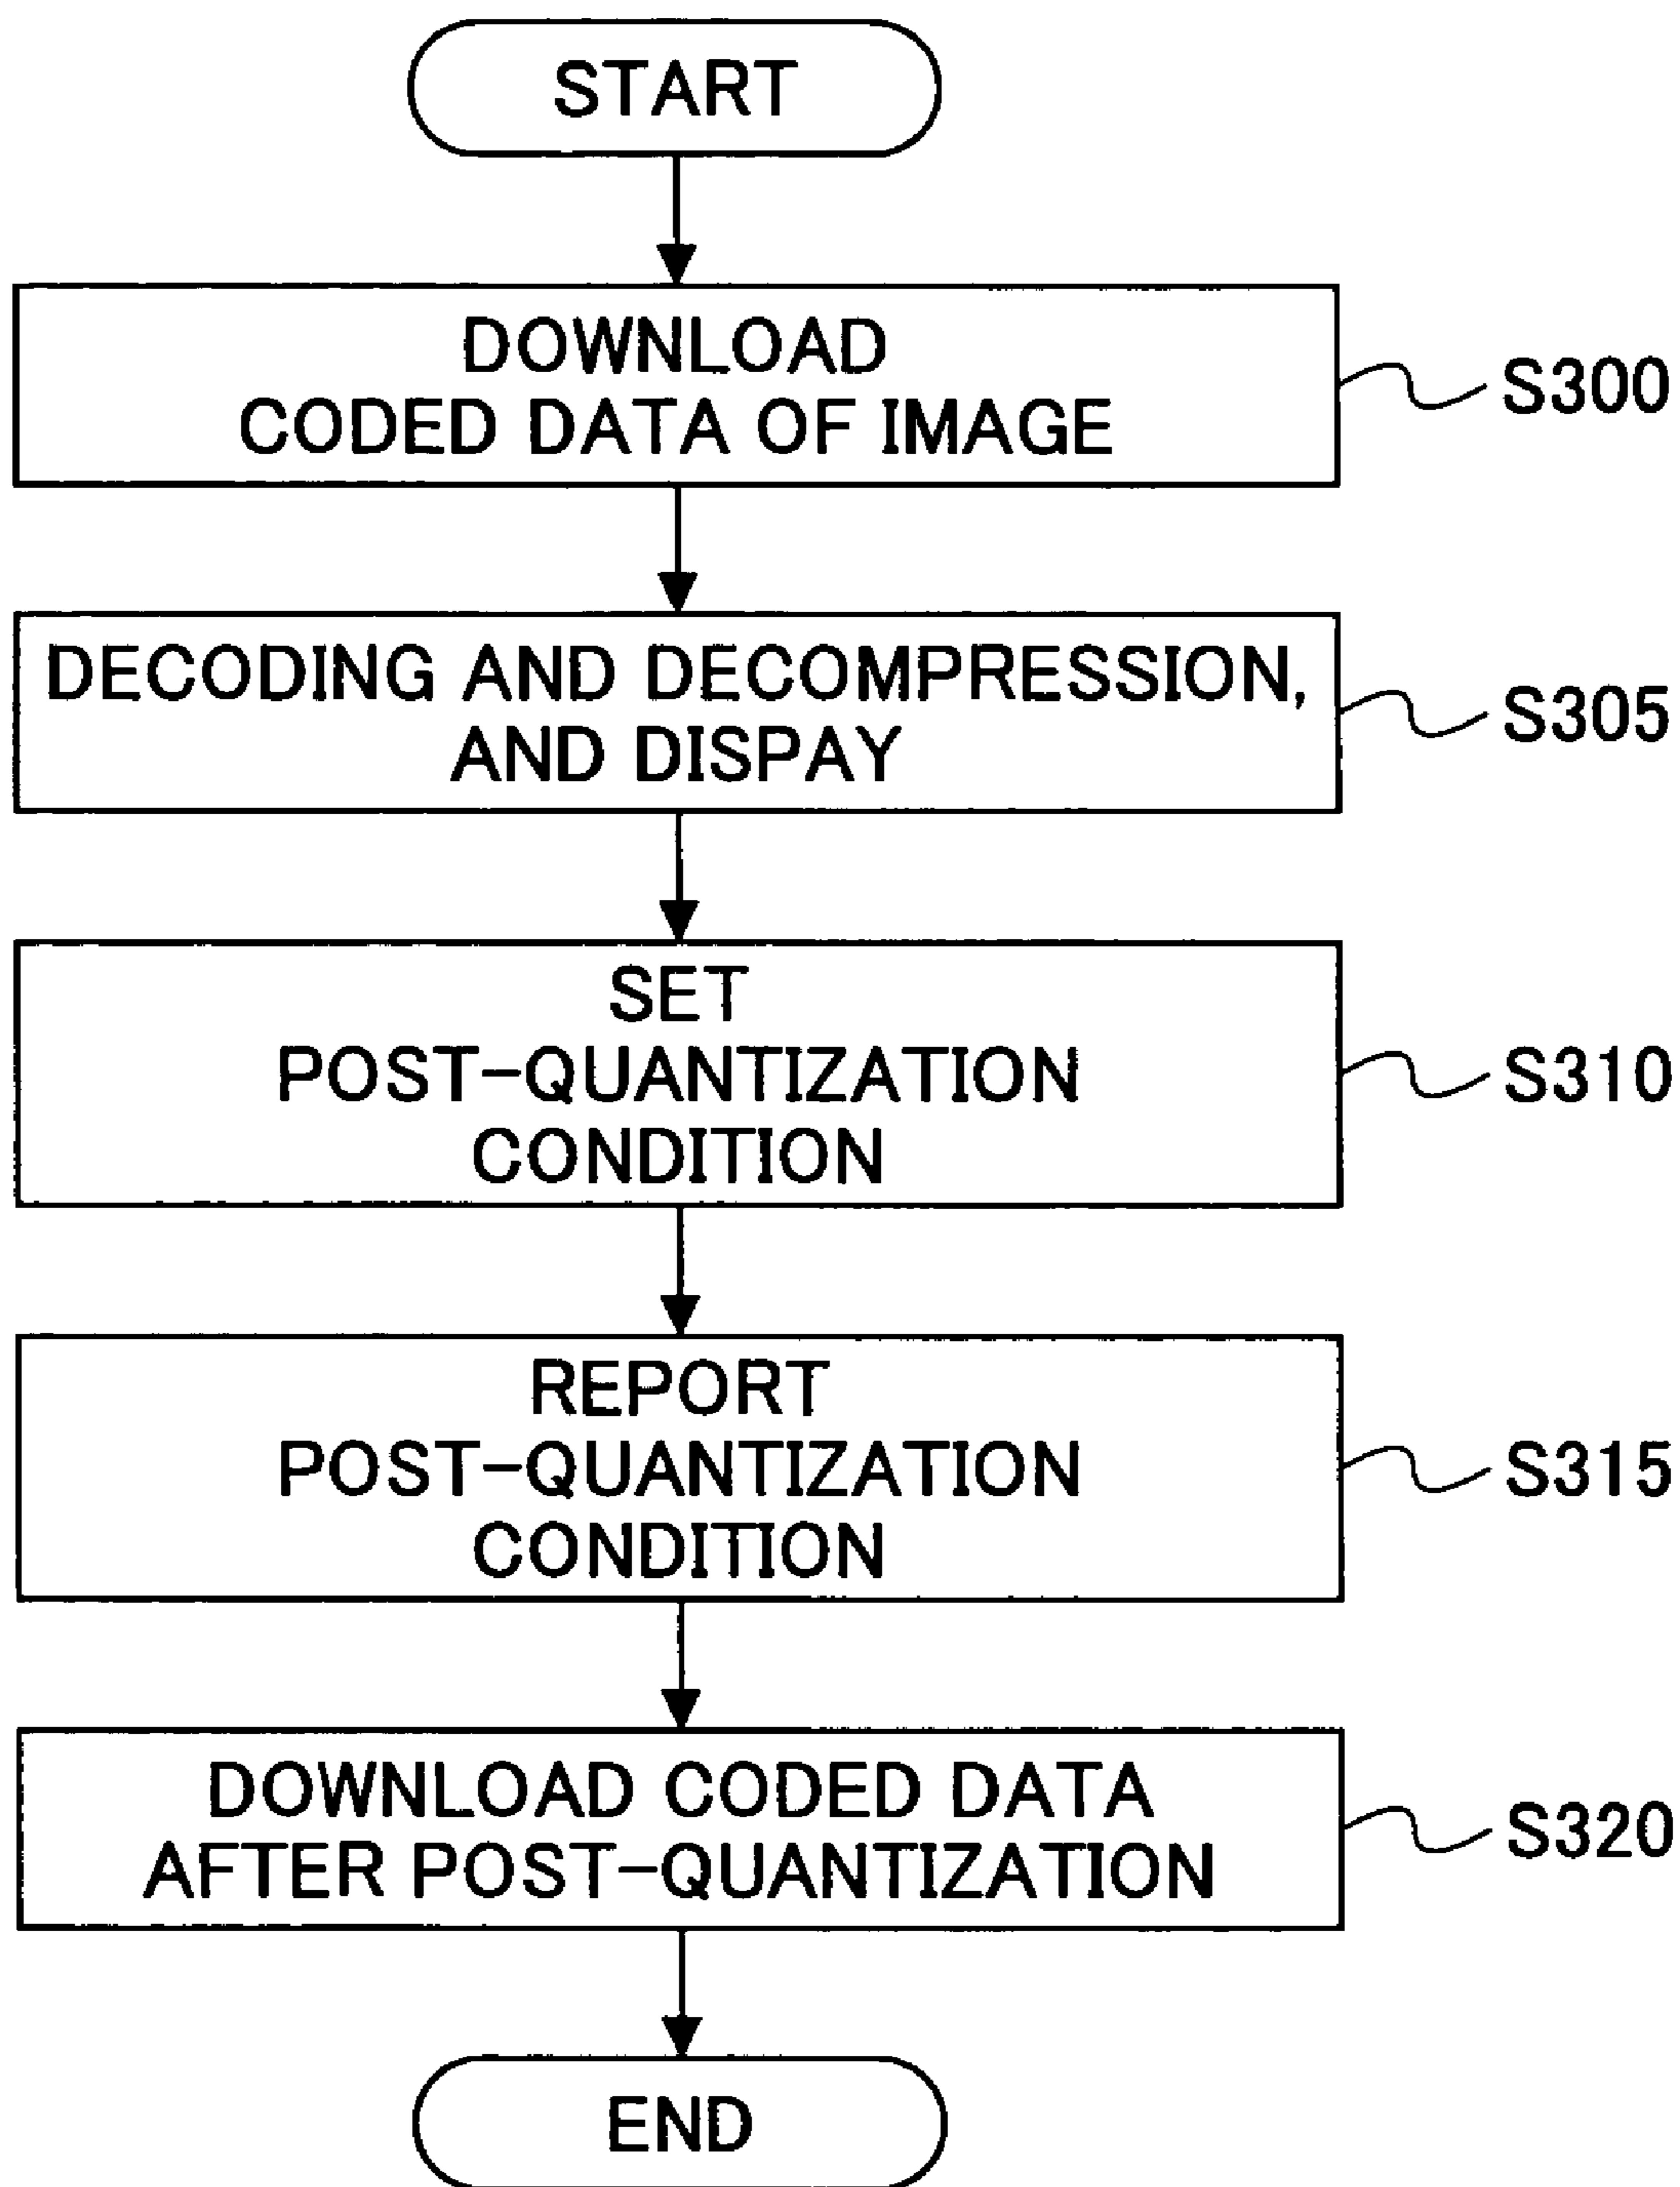 START
DOWNLOAD
CODED DATA OF IMAGE
S300
DECODING AND DECOMPRESSION,
AND DISPAY
S305
SET
POST-QUANTIZATION
CONDITION
S310
REPORT
POST-QUANTIZATION
CONDITION
S315
DOWNLOAD CODED DATA
AFTER POST-QUANTIZATION
S320
END